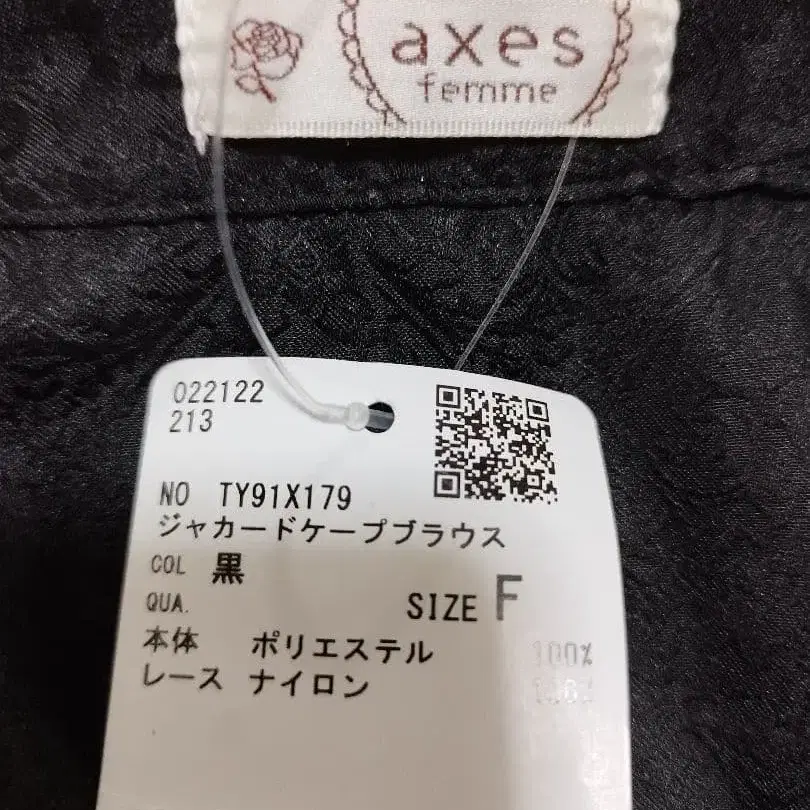 axes
femme
022122
213
NO TY91X179
ジャカードケープブラウス
COL 黒
QUA. SIZE F
本体 ポリエステル 100%
レース ナイロン 100%